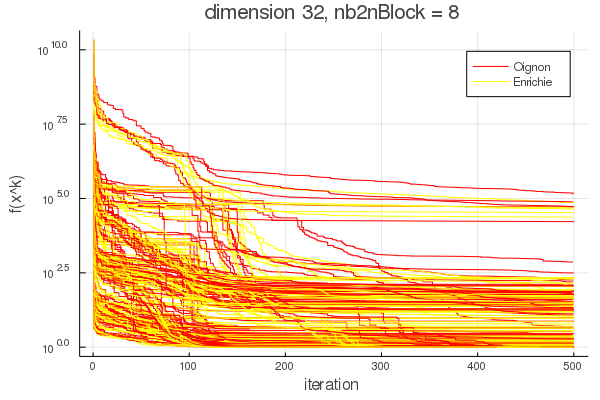 dimension 32, nb2nBlock = 8
f(x^k)
10 10.0
10 7.5
10 5.0
10 2.5
10 0.0
Oignon
Enrichie
0 100 200 300 400 500
iteration